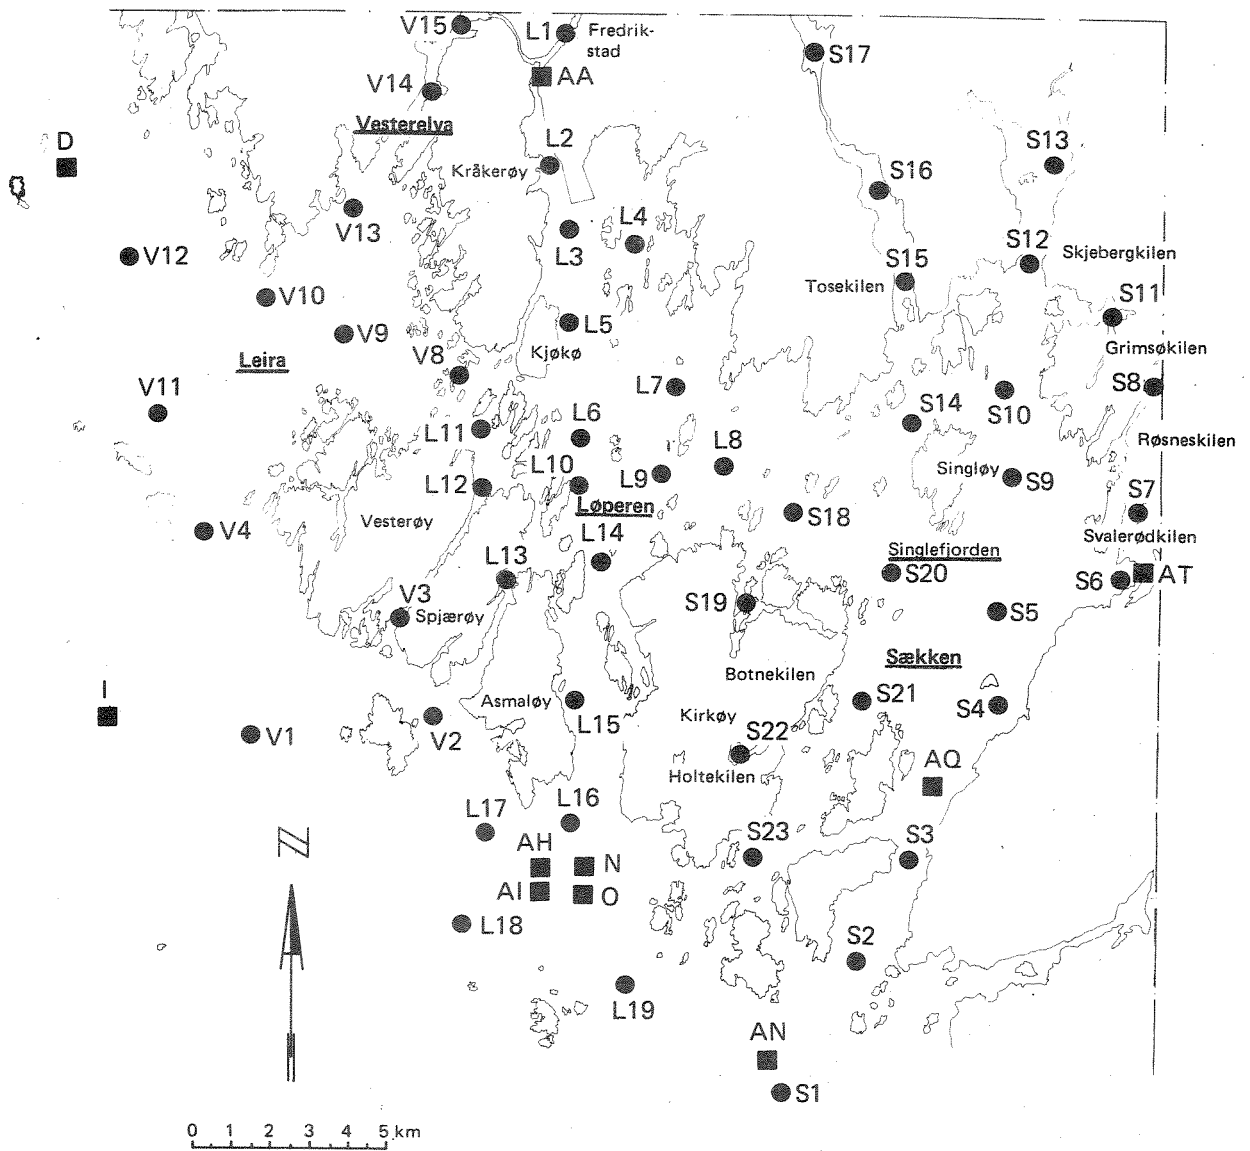 V15
L1
Fredrik-
stad
S17
AA
V14
Vesterelva
D
L2
S13
Kråkerøy
S16
V13
L4
L3
S12
Skjebergkilen
V12
S15
Tosekilen
V10
S11
L5
V9
Kjøkø
Grimsøkilen
Leira
V8
L7
S8
V11
S10
S14
L11
L6
Røsneskilen
L8
Singløy
L10
L9
S9
L12
Løperen
S7
Vesterøy
S18
V4
Svalerødkilen
L14
Singlefjorden
L13
S20
AT
S6
V3
Spjærøy
S19
S5
Sækken
Botnekilen
I
Asmaløy
S21
S4
L15
Kirkøy
V1
V2
S22
AQ
Holtekilen
L17
L16
S23
S3
AH
N
AI
O
L18
S2
L19
AN
S1
N
0 1 2 3 4 5 km